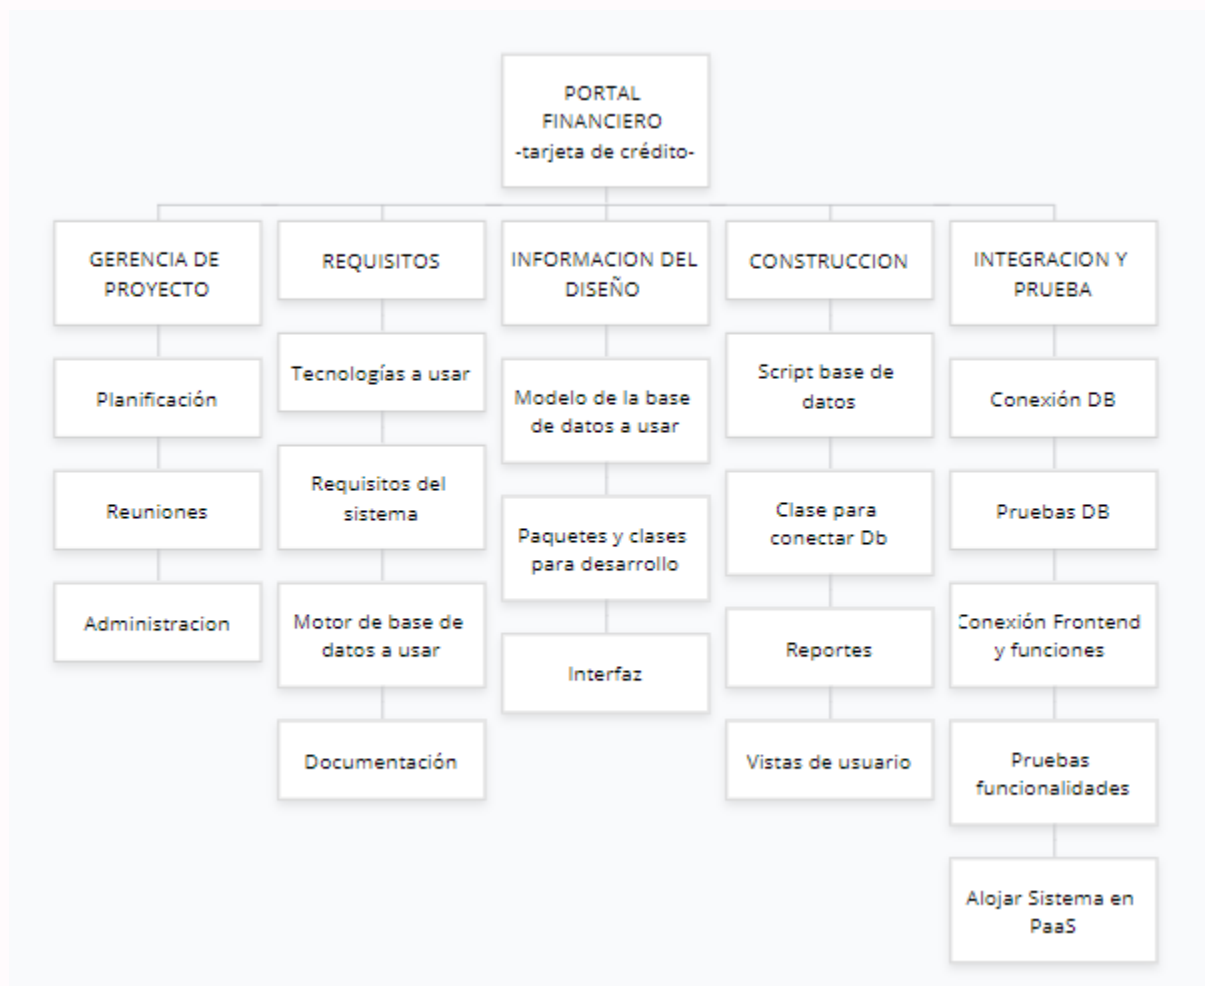 PORTAL
FINANCIERO
-tarjeta de crédito-
GERENCIA DE
PROYECTO
Planificación
Reuniones
Administracion
REQUISITOS
Tecnologías a usar
Requisitos del
sistema
Motor de base de
datos a usar
Documentación
INFORMACION DEL
DISEÑO
Modelo de la base
de datos a usar
Paquetes y clases
para desarrollo
Interfaz
CONSTRUCCION
Script base de
datos
Clase para
conectar Db
Reportes
Vistas de usuario
INTEGRACION Y
PRUEBA
Conexión DB
Pruebas DB
Conexión Frontend
y funciones
Pruebas
funcionalidades
Alojar Sistema en
PaaS